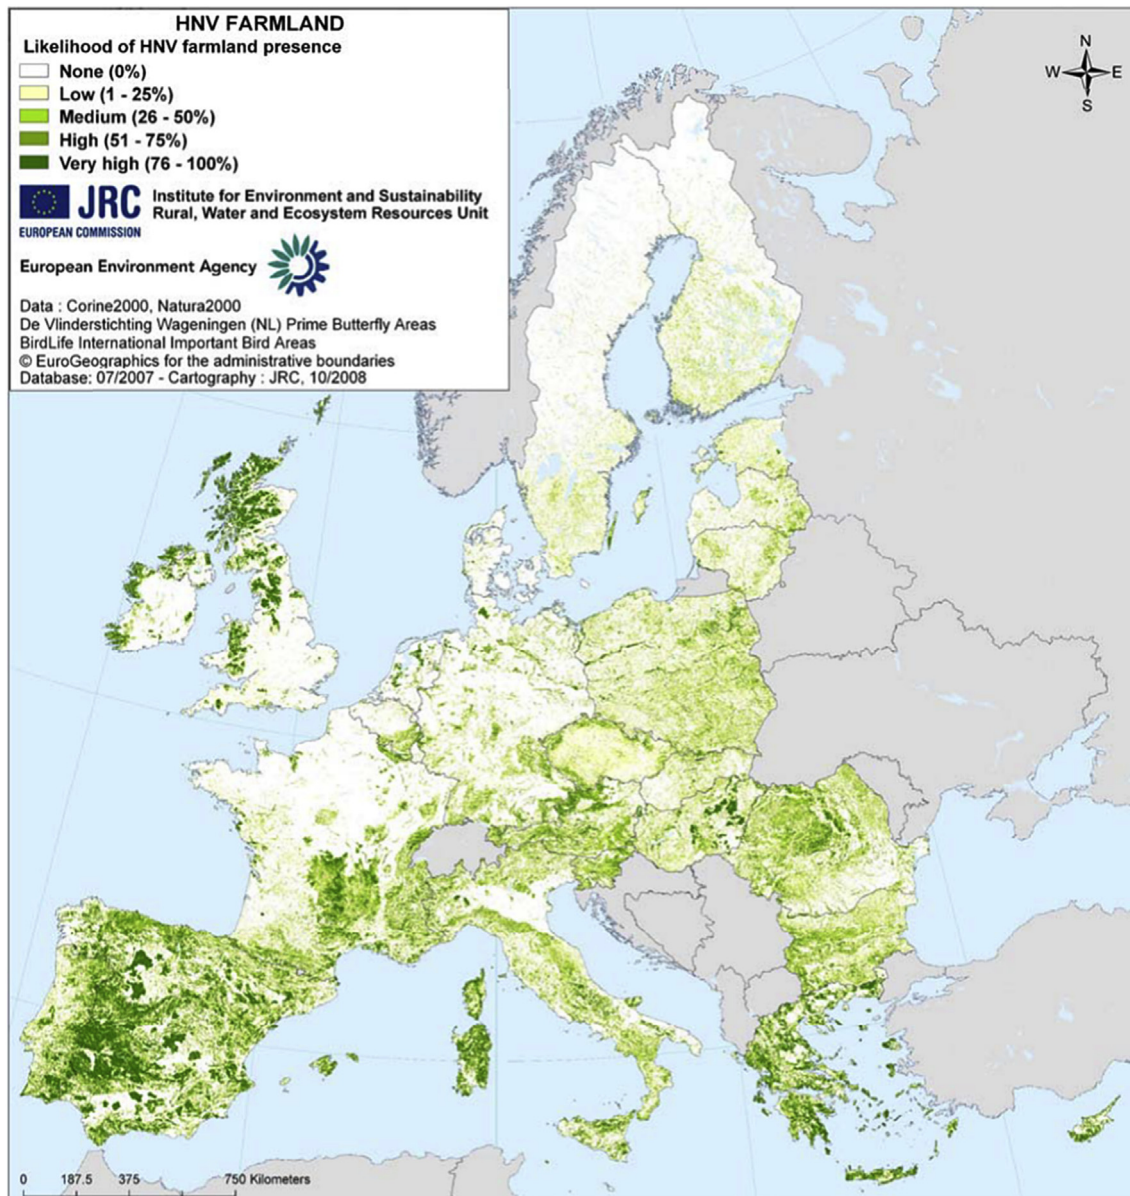 HNV FARMLAND
Likelihood of HNV farmland presence
None (0%)
Low (1 - 25%)
Medium (26 - 50%)
High (51 - 75%)
Very high (76 - 100%)
JRC
EUROPEAN COMMISSION
Institute for Environment and Sustainability
Rural, Water and Ecosystem Resources Unit
European Environment Agency
Data : Corine2000, Natura2000
De Vlinderstichting Wageningen (NL) Prime Butterfly Areas
BirdLife International Important Bird Areas
© EuroGeographics for the administrative boundaries
Database: 07/2007 - Cartography : JRC, 10/2008
N
W E
S
0 187.5 375 750 Kilometers